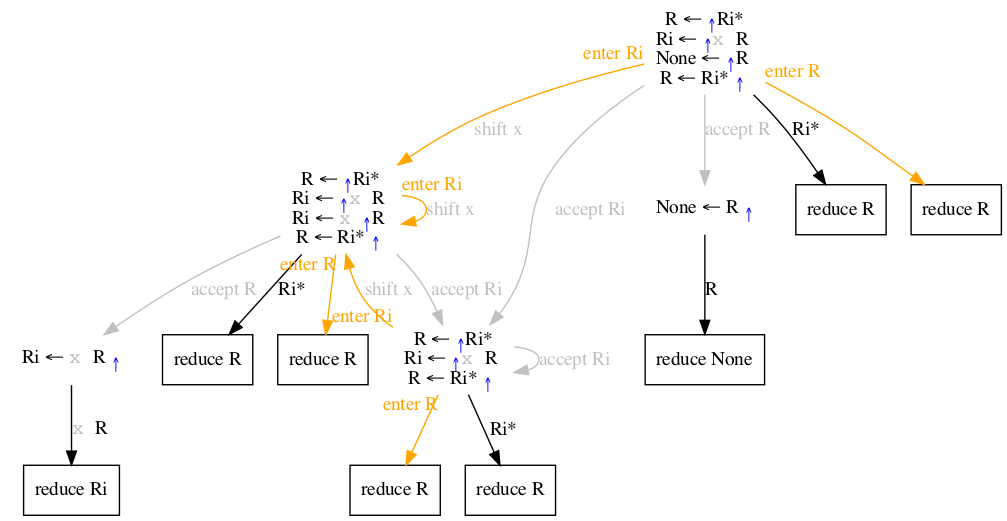 R ← ↑Ri*
Ri ← ↑x R
None ← ↑R
R ← Ri* ↑
enter Ri
enter R
shift x
accept R
Ri*
R ← ↑Ri*
Ri ← ↑x R
Ri ← x ↑R
R ← Ri* ↑
enter Ri
shift x
accept Ri
None ← R ↑
reduce R
reduce R
enter R
accept R
Ri*
shift x
accept Ri
R
enter Ri
R ← ↑Ri*
Ri ← ↑x R
R ← Ri* ↑
accept Ri
Ri ← x R ↑
reduce R
reduce R
reduce None
enter R
x R
Ri*
reduce Ri
reduce R
reduce R